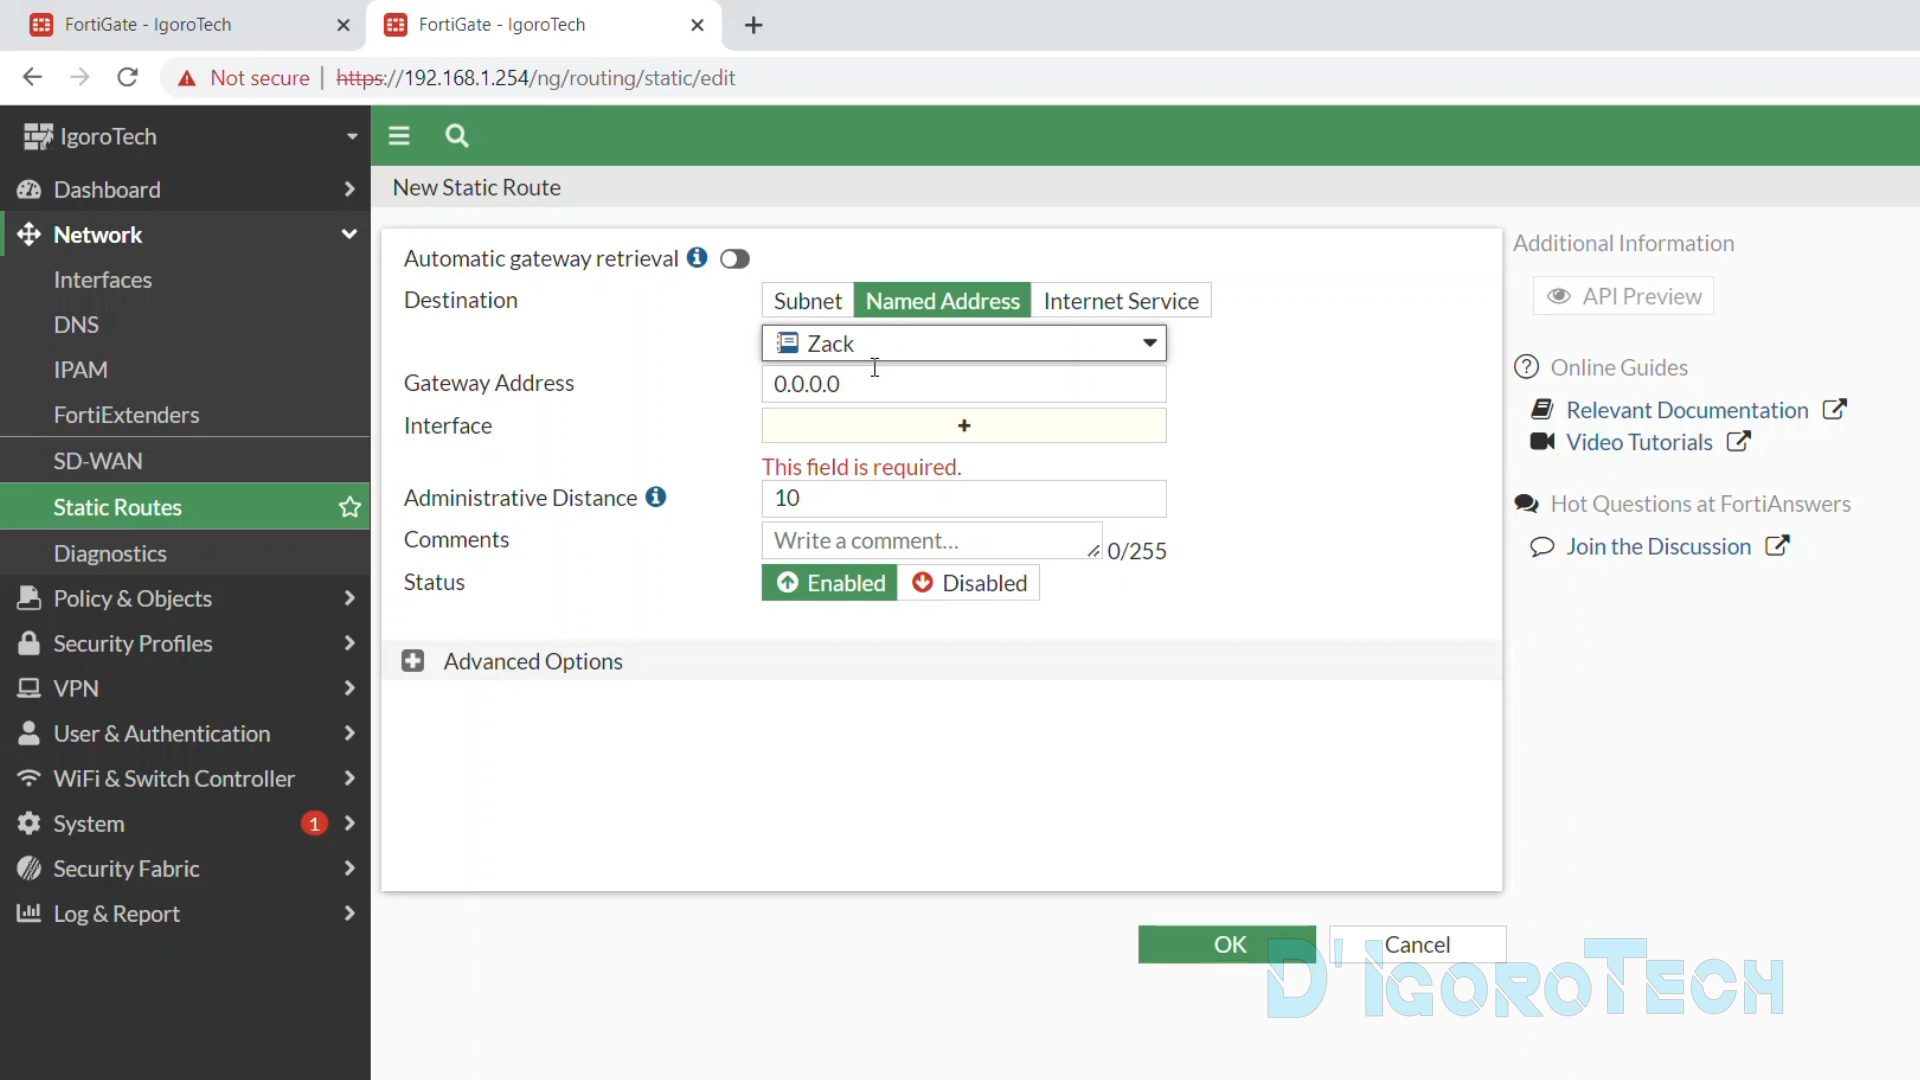 FortiGate - IgoroTech
FortiGate - IgoroTech
Not secure | https://192.168.1.254/ng/routing/static/edit
IgoroTech
Dashboard
Network
Interfaces
DNS
IPAM
FortiExtenders
SD-WAN
Static Routes
Diagnostics
Policy & Objects
Security Profiles
VPN
User & Authentication
WiFi & Switch Controller
System 1
Security Fabric
Log & Report
New Static Route
Automatic gateway retrieval
Destination Subnet Named Address Internet Service
Zack
Gateway Address 0.0.0.0
Interface +
This field is required.
Administrative Distance 10
Comments Write a comment... 0/255
Status Enabled Disabled
Advanced Options
OK Cancel
Additional Information
API Preview
Online Guides
Relevant Documentation
Video Tutorials
Hot Questions at FortiAnswers
Join the Discussion
D'IGOROTECH